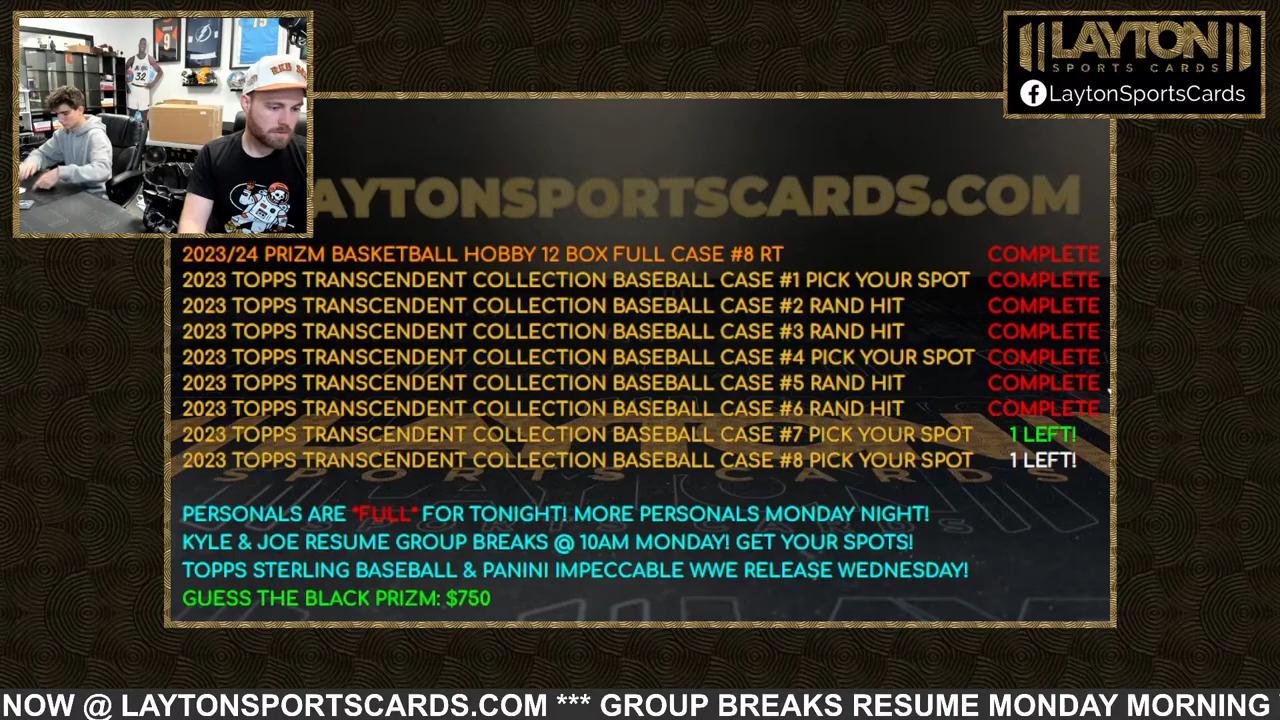 LAYTON
SPORTS CARDS
LaytonSportsCards
9
32
LAYTONSPORTSCARDS.COM
2023/24 PRIZM BASKETBALL HOBBY 12 BOX FULL CASE #8 RT COMPLETE
2023 TOPPS TRANSCENDENT COLLECTION BASEBALL CASE #1 PICK YOUR SPOT COMPLETE
2023 TOPPS TRANSCENDENT COLLECTION BASEBALL CASE #2 RAND HIT COMPLETE
2023 TOPPS TRANSCENDENT COLLECTION BASEBALL CASE #3 RAND HIT COMPLETE
2023 TOPPS TRANSCENDENT COLLECTION BASEBALL CASE #4 PICK YOUR SPOT COMPLETE
2023 TOPPS TRANSCENDENT COLLECTION BASEBALL CASE #5 RAND HIT COMPLETE
2023 TOPPS TRANSCENDENT COLLECTION BASEBALL CASE #6 RAND HIT COMPLETE
2023 TOPPS TRANSCENDENT COLLECTION BASEBALL CASE #7 PICK YOUR SPOT 1 LEFT!
2023 TOPPS TRANSCENDENT COLLECTION BASEBALL CASE #8 PICK YOUR SPOT 1 LEFT!
SPORTS CARDS
PERSONALS ARE *FULL* FOR TONIGHT! MORE PERSONALS MONDAY NIGHT!
KYLE & JOE RESUME GROUP BREAKS @ 10AM MONDAY! GET YOUR SPOTS!
TOPPS STERLING BASEBALL & PANINI IMPECCABLE WWE RELEASE WEDNESDAY!
GUESS THE BLACK PRIZM: $750
NOW @ LAYTONSPORTSCARDS.COM *** GROUP BREAKS RESUME MONDAY MORNING